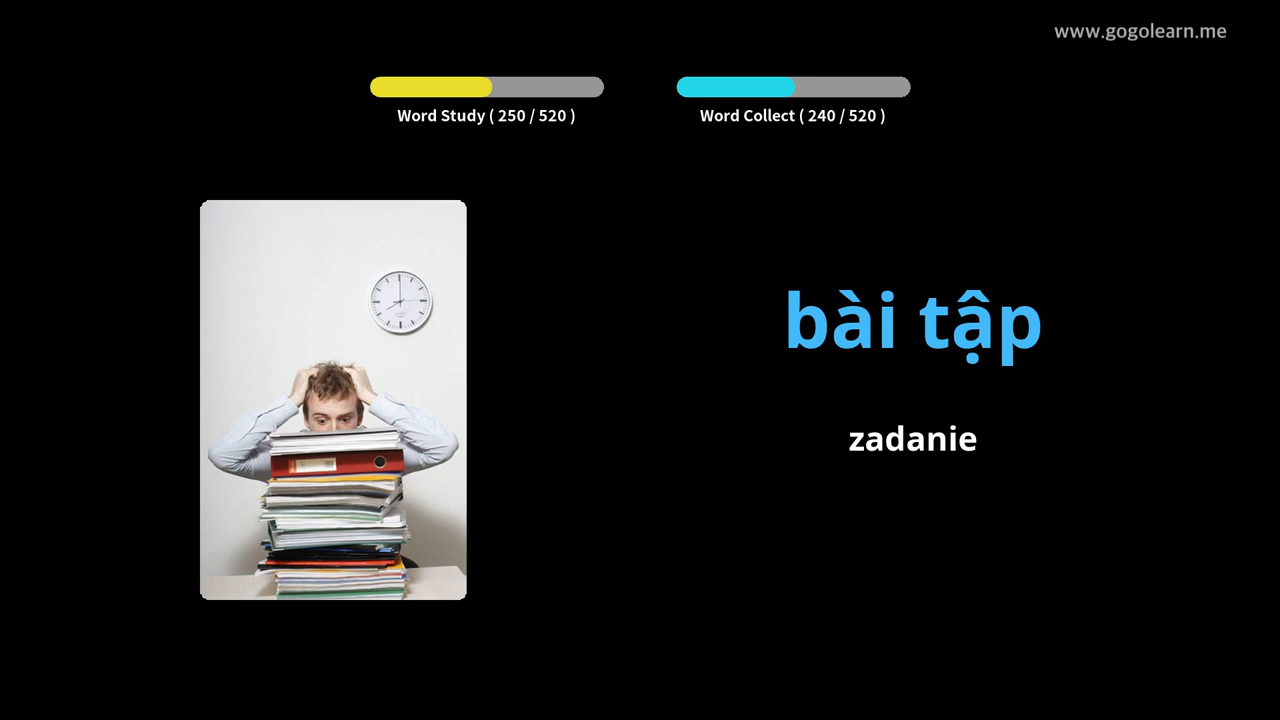 www.gogolearn.me
Word Study ( 250 / 520 )
Word Collect ( 240 / 520 )
bài tập
zadanie